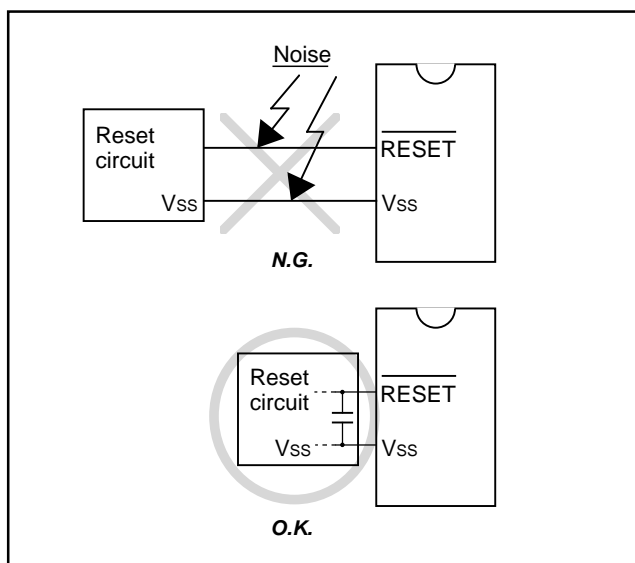 Noise
Reset
circuit
RESET
Vss
Vss
N.G.
Reset
circuit
RESET
Vss
Vss
O.K.